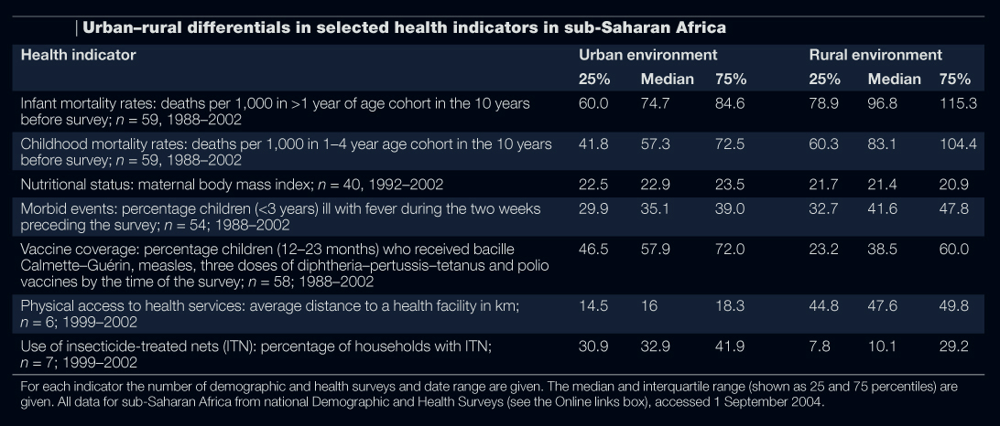 Urban–rural differentials in selected health indicators in sub-Saharan Africa
Health indicator Urban environment Rural environment
25% Median 75% 25% Median 75%
Infant mortality rates: deaths per 1,000 in >1 year of age cohort in the 10 years 60.0 74.7 84.6 78.9 96.8 115.3
before survey; n = 59, 1988–2002
Childhood mortality rates: deaths per 1,000 in 1–4 year age cohort in the 10 years 41.8 57.3 72.5 60.3 83.1 104.4
before survey; n = 59, 1988–2002
Nutritional status: maternal body mass index; n = 40, 1992–2002 22.5 22.9 23.5 21.7 21.4 20.9
Morbid events: percentage children (<3 years) ill with fever during the two weeks 29.9 35.1 39.0 32.7 41.6 47.8
preceding the survey; n = 54; 1988–2002
Vaccine coverage: percentage children (12–23 months) who received bacille 46.5 57.9 72.0 23.2 38.5 60.0
Calmette–Guérin, measles, three doses of diphtheria–pertussis–tetanus and polio
vaccines by the time of the survey; n = 58; 1988–2002
Physical access to health services: average distance to a health facility in km; 14.5 16 18.3 44.8 47.6 49.8
n = 6; 1999–2002
Use of insecticide-treated nets (ITN): percentage of households with ITN; 30.9 32.9 41.9 7.8 10.1 29.2
n = 7; 1999–2002
For each indicator the number of demographic and health surveys and date range are given. The median and interquartile range (shown as 25 and 75 percentiles) are
given. All data for sub-Saharan Africa from national Demographic and Health Surveys (see the Online links box), accessed 1 September 2004.